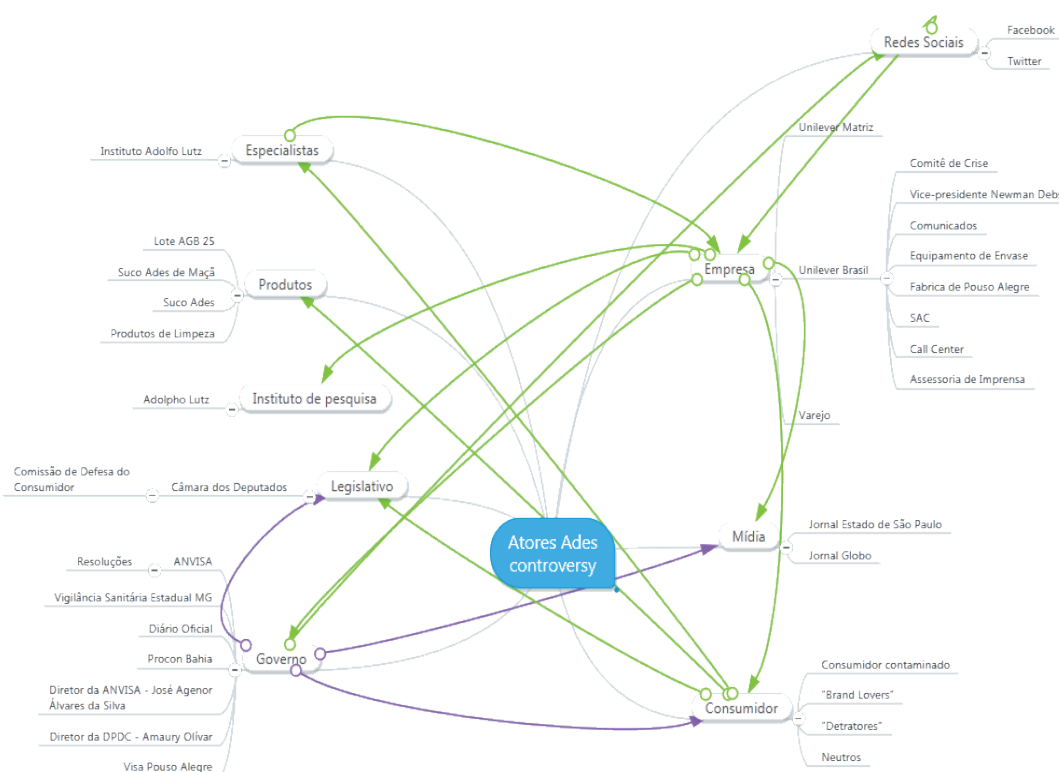 Redes Sociais
Facebook
Twitter
Especialistas
Instituto Adolfo Lutz
Produtos
Lote AGB 25
Suco Ades de Maçã
Suco Ades
Produtos de Limpeza
Instituto de pesquisa
Adolpho Lutz
Legislativo
Câmara dos Deputados
Comissão de Defesa do
Consumidor
Governo
ANVISA
Resoluções
Vigilância Sanitária Estadual MG
Diário Oficial
Procon Bahia
Diretor da ANVISA - José Agenor
Álvares da Silva
Diretor da DPDC - Amaury Olívar
Visa Pouso Alegre
Atores Ades
controversy
Empresa
Unilever Matriz
Unilever Brasil
Comitê de Crise
Vice-presidente Newman Debs
Comunicados
Equipamento de Envase
Fabrica de Pouso Alegre
SAC
Call Center
Assessoria de Imprensa
Varejo
Mídia
Jornal Estado de São Paulo
Jornal Globo
Consumidor
Consumidor contaminado
"Brand Lovers"
"Detratores"
Neutros